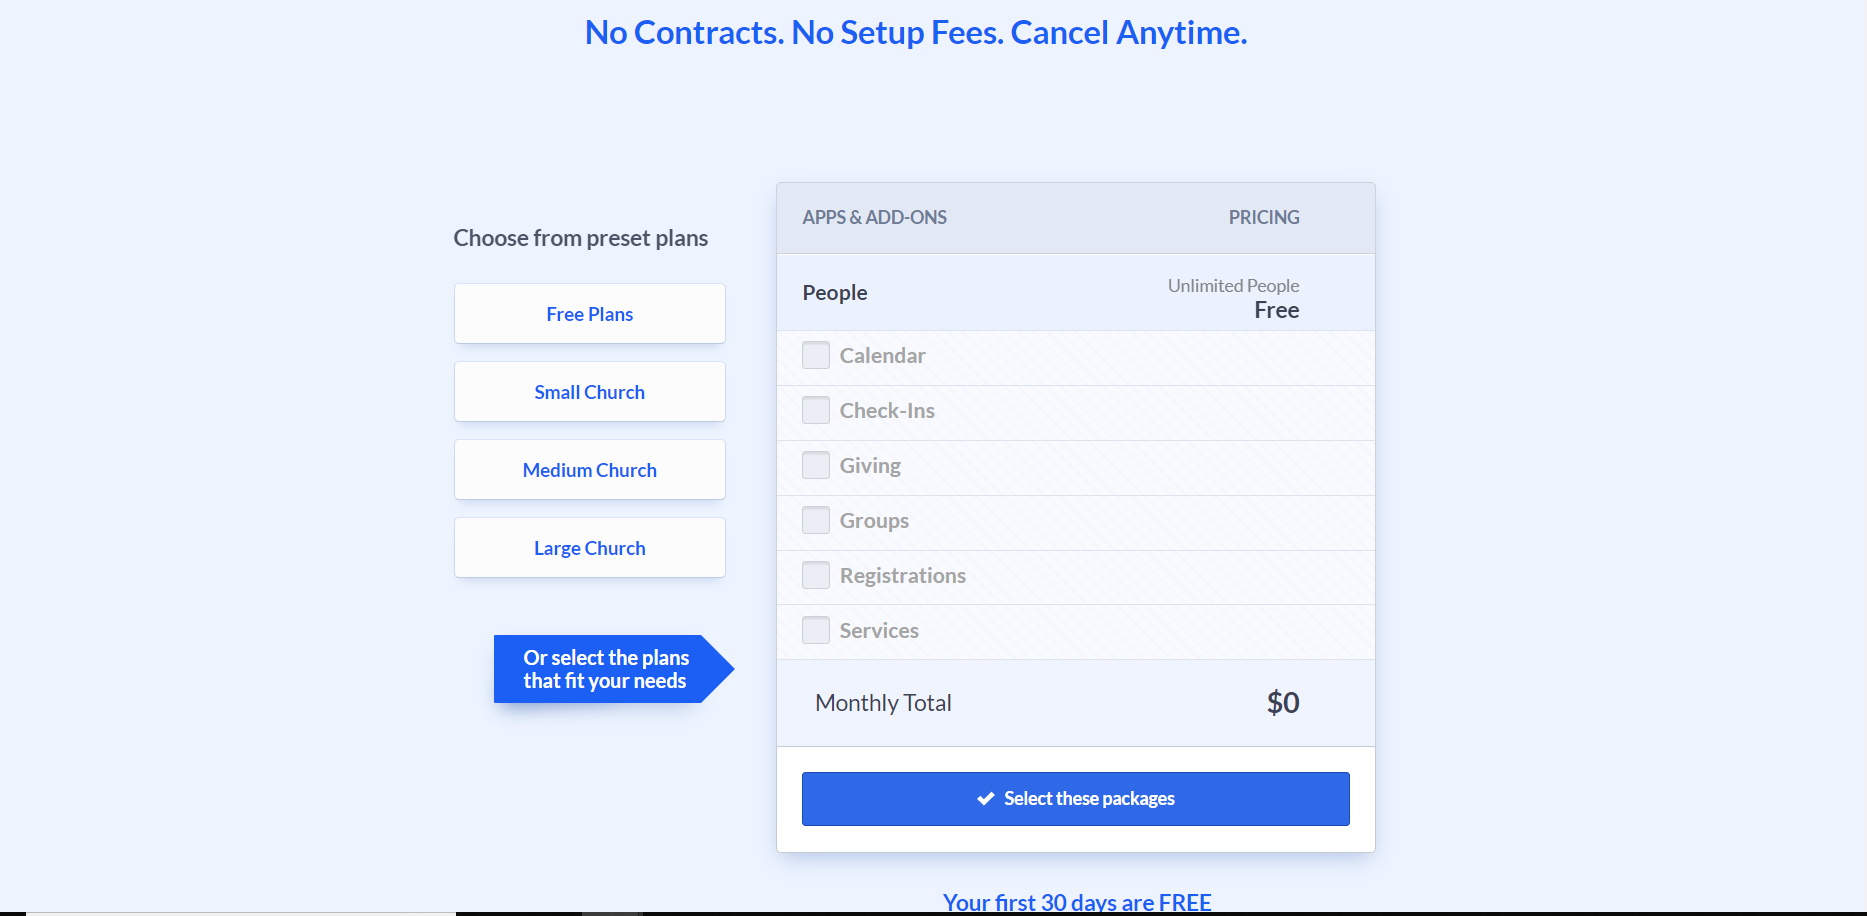 No Contracts. No Setup Fees. Cancel Anytime.
Choose from preset plans
Free Plans
Small Church
Medium Church
Large Church
Or select the plans
that fit your needs
APPS & ADD-ONS PRICING
People Unlimited People
Free
Calendar
Check-Ins
Giving
Groups
Registrations
Services
Monthly Total $0
Select these packages
Your first 30 days are FREE